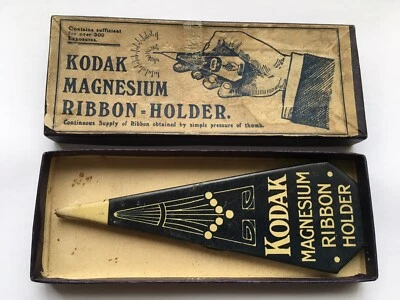 Contains sufficient
for over 300
Exposures.
KODAK
MAGNESIUM
RIBBON=HOLDER.
Continuous Supply of Ribbon obtained by simple pressure of thumb.
KODAK
MAGNESIUM
RIBBON
HOLDER